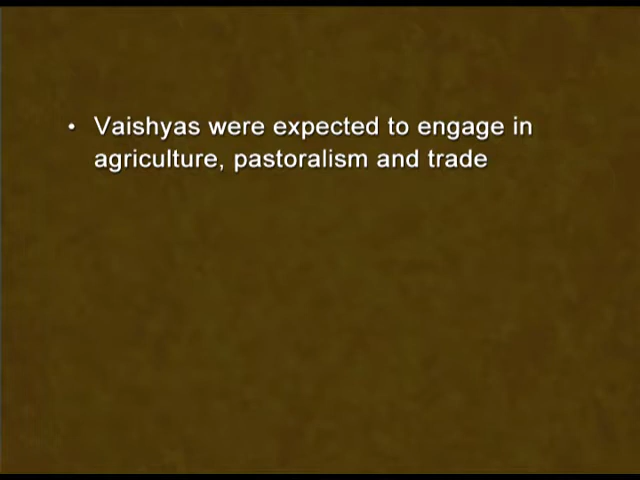 • Vaishyas were expected to engage in
agriculture, pastoralism and trade